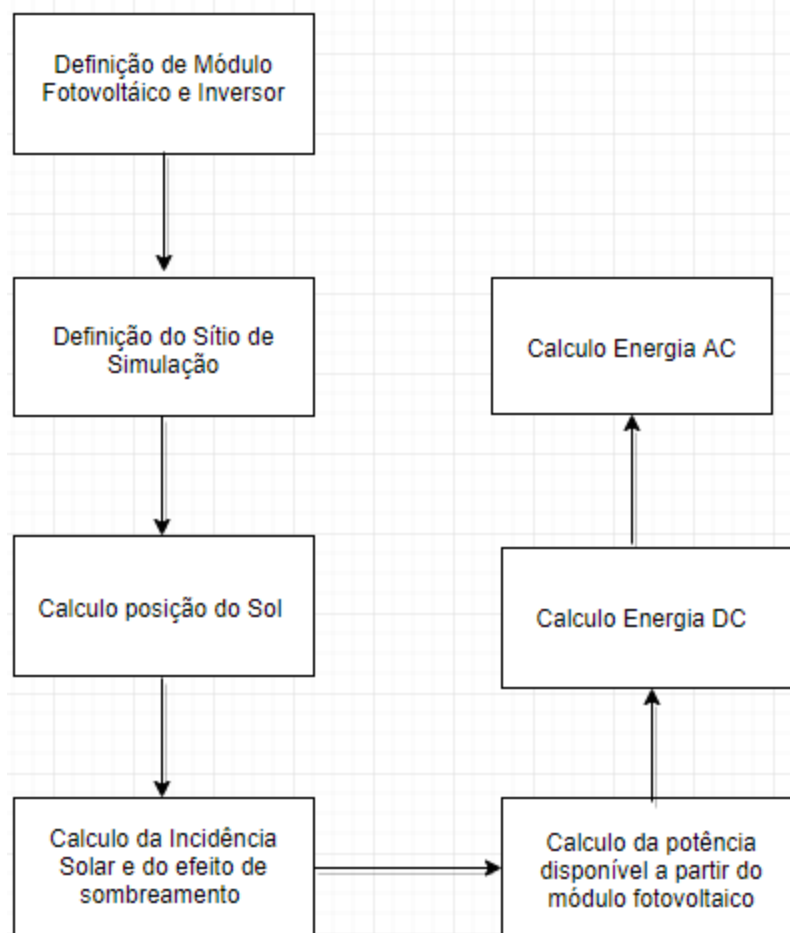 Definição de Módulo
Fotovoltáico e Inversor
Definição do Sítio de
Simulação
Calculo posição do Sol
Calculo da Incidência
Solar e do efeito de
sombreamento
Calculo da potência
disponível a partir do
módulo fotovoltaico
Calculo Energia DC
Calculo Energia AC